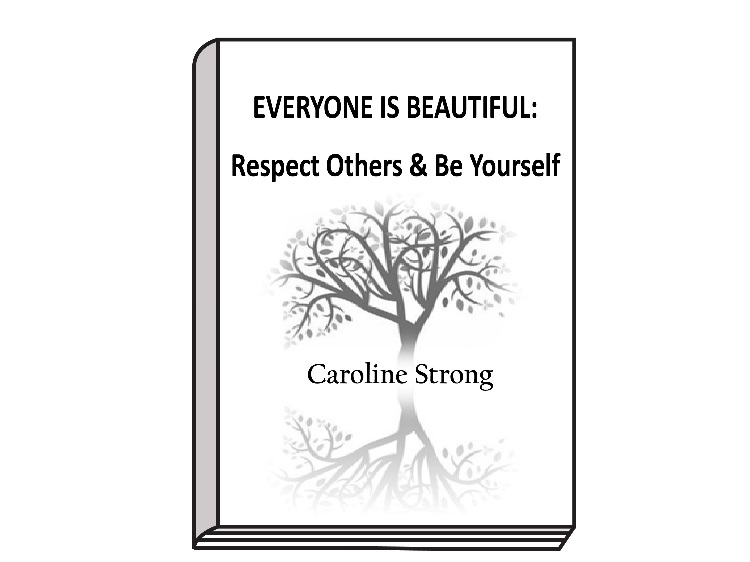 EVERYONE IS BEAUTIFUL:
Respect Others & Be Yourself
Caroline Strong